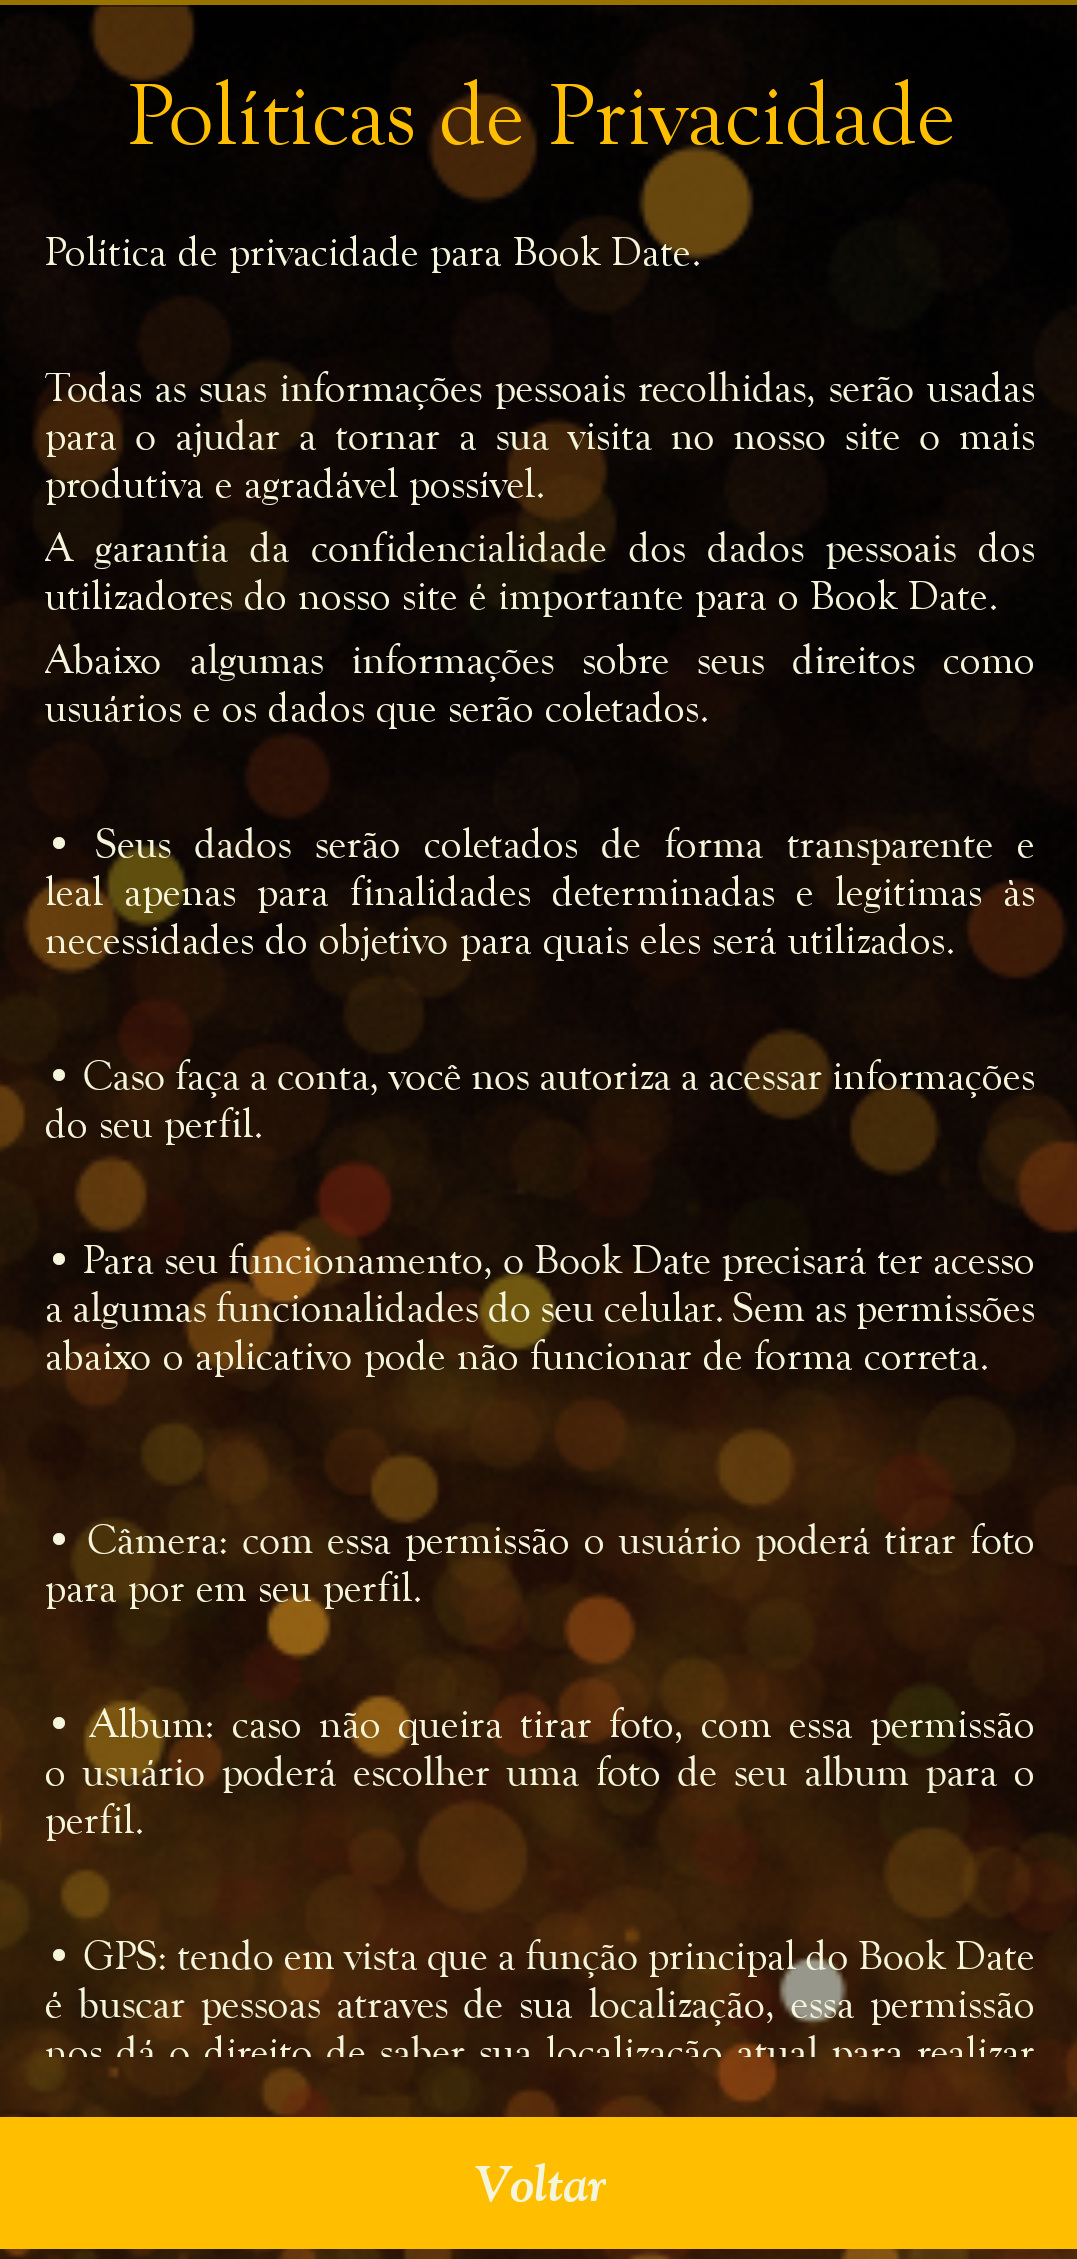 Políticas de Privacidade
Política de privacidade para Book Date.
Todas as suas informações pessoais recolhidas, serão usadas
para o ajudar a tornar a sua visita no nosso site o mais
produtiva e agradável possível.
A garantia da confidencialidade dos dados pessoais dos
utilizadores do nosso site é importante para o Book Date.
Abaixo algumas informações sobre seus direitos como
usuários e os dados que serão coletados.
• Seus dados serão coletados de forma transparente e
leal apenas para finalidades determinadas e legitimas às
necessidades do objetivo para quais eles será utilizados.
• Caso faça a conta, você nos autoriza a acessar informações
do seu perfil.
• Para seu funcionamento, o Book Date precisará ter acesso
a algumas funcionalidades do seu celular. Sem as permissões
abaixo o aplicativo pode não funcionar de forma correta.
• Câmera: com essa permissão o usuário poderá tirar foto
para por em seu perfil.
• Album: caso não queira tirar foto, com essa permissão
o usuário poderá escolher uma foto de seu album para o
perfil.
• GPS: tendo em vista que a função principal do Book Date
é buscar pessoas atraves de sua localização, essa permissão
nos dá o direito de saber sua localização atual para realizar
Voltar